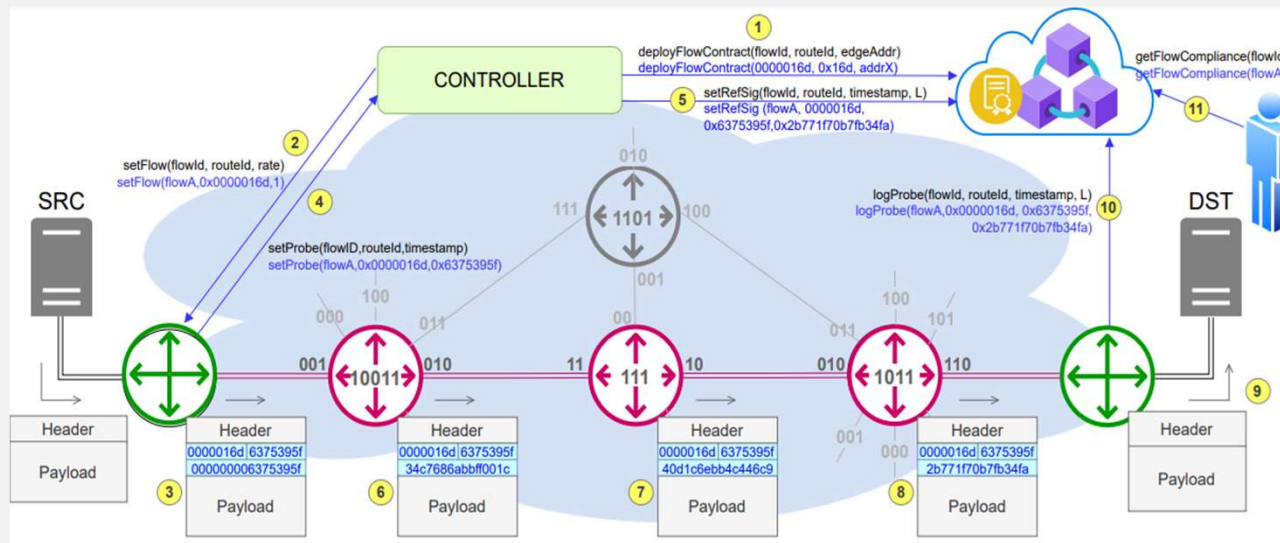 1
deployFlowContract(flowId, routeId, edgeAddr)
deployFlowContract(0000016d, 0x16d, addrX)
CONTROLLER
getFlowCompliance(flowId
getFlowCompliance(flowA
5
setRefSig(flowId, routeId, timestamp, L)
setRefSig (flowA, 0000016d,
0x6375395f,0x2b771f70b7fb34fa)
11
2
010
setFlow(flowId, routeId, rate)
setFlow(flowA,0x0000016d,1)
4
SRC
111
1101
100
logProbe(flowId, routeId, timestamp, L)
logProbe(flowA,0x0000016d, 0x6375395f,
0x2b771f70b7fb34fa)
10
DST
setProbe(flowID,routeId,timestamp)
setProbe(flowA,0x0000016d,0x6375395f)
001
100
000
011
00
100
011
101
001
10011
010
11
111
10
010
1011
110
9
Header
Payload
Header
0000016d 6375395f
000000006375395f
Payload
3
Header
0000016d 6375395f
34c7686abbff001c
Payload
6
Header
0000016d 6375395f
40d1c6ebb4c446c9
Payload
7
001
000
Header
0000016d 6375395f
2b771f70b7fb34fa
Payload
8
Header
Payload